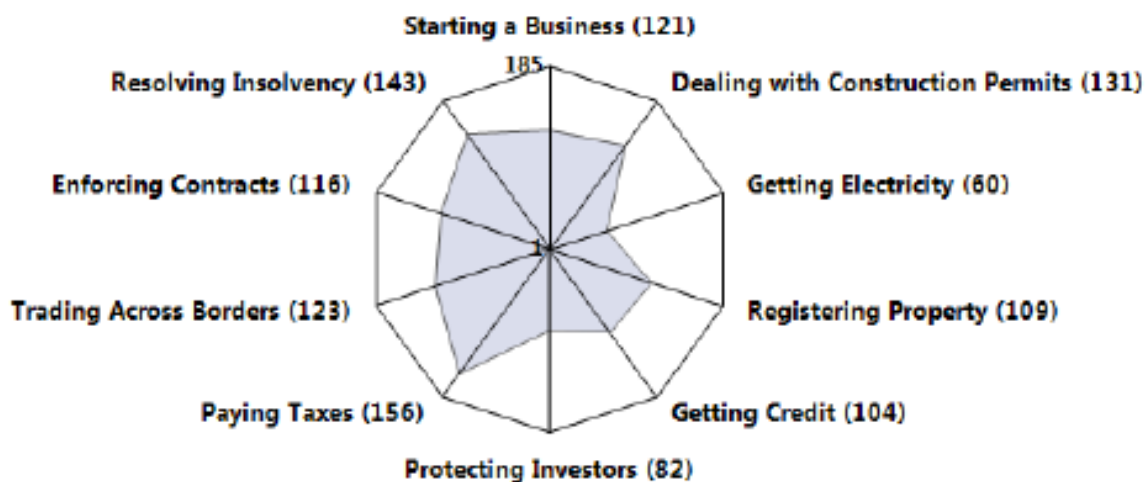 Starting a Business (121)
185
Resolving Insolvency (143)
Dealing with Construction Permits (131)
Enforcing Contracts (116)
Getting Electricity (60)
1
Trading Across Borders (123)
Registering Property (109)
Paying Taxes (156)
Getting Credit (104)
Protecting Investors (82)